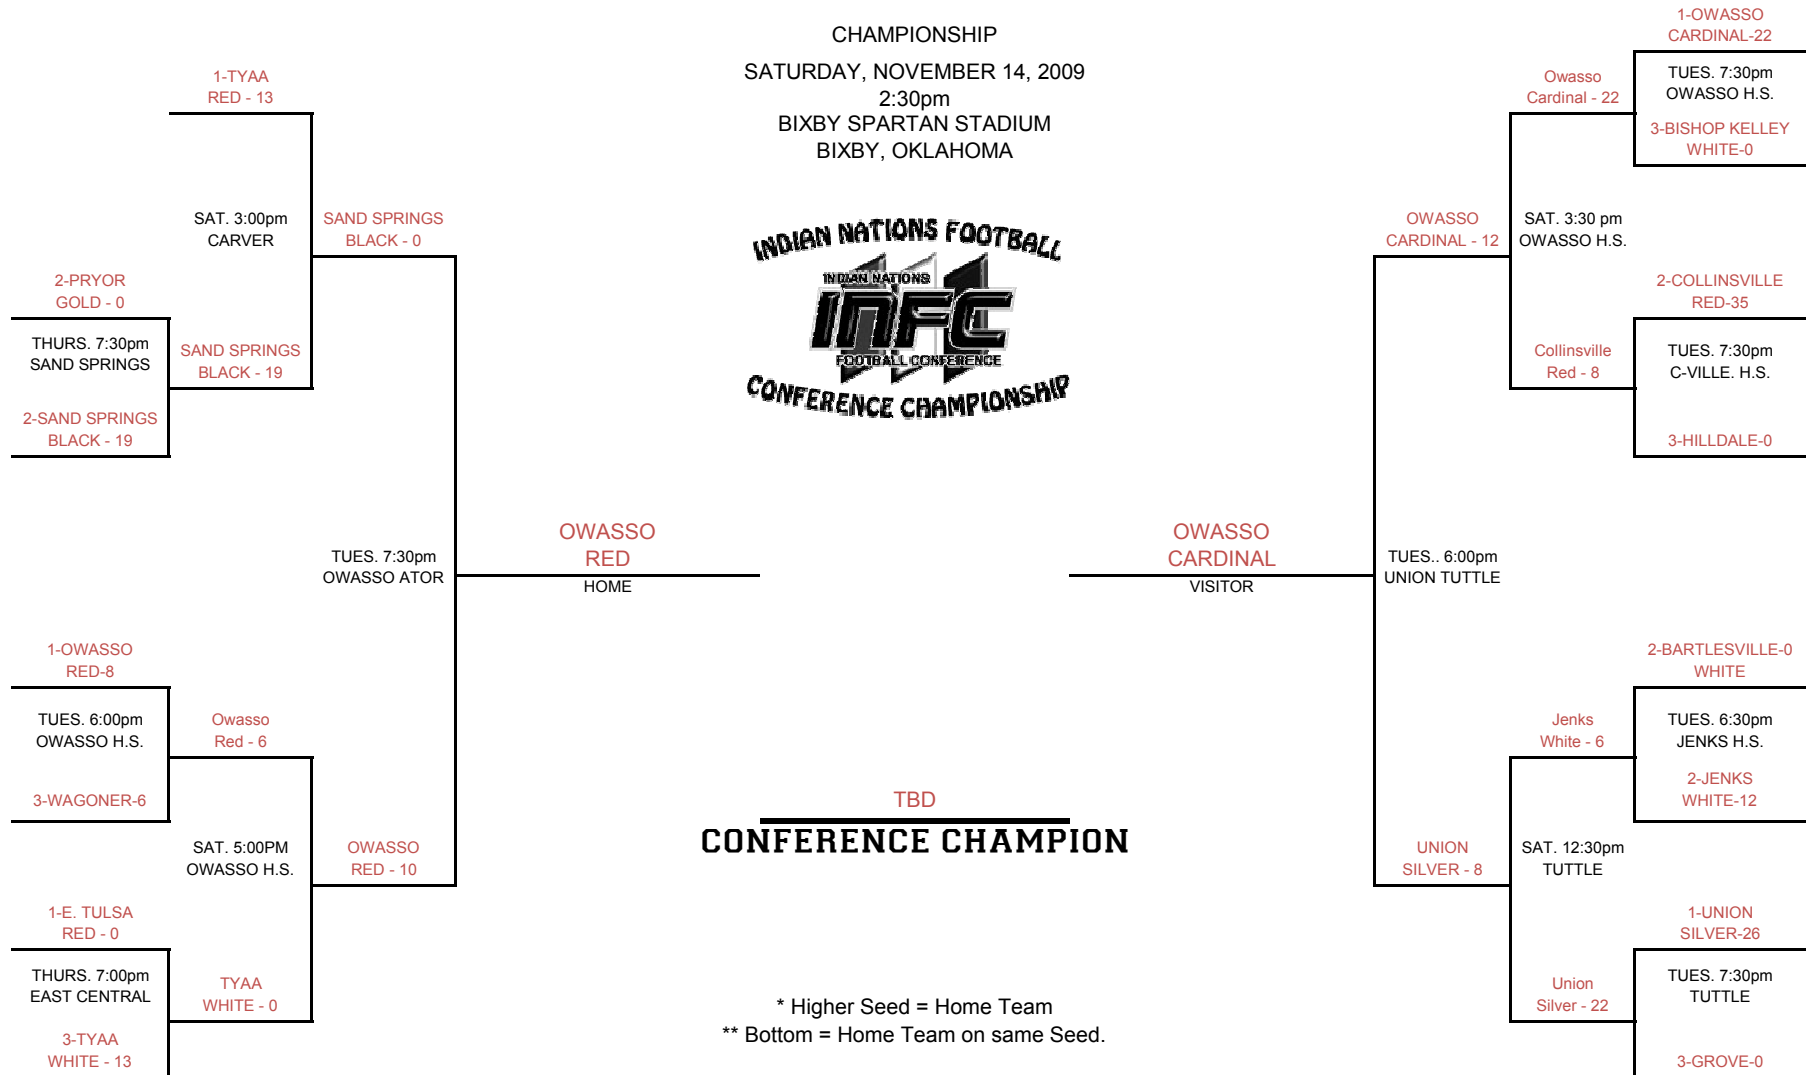 CHAMPIONSHIP
SATURDAY, NOVEMBER 14, 2009
2:30pm
BIXBY SPARTAN STADIUM
BIXBY, OKLAHOMA
INDIAN NATIONS FOOTBALL
INDIAN NATIONS
INFC
FOOTBALL CONFERENCE
CONFERENCE CHAMPIONSHIP
1-TYAA
RED - 13
SAT. 3:00pm
CARVER
SAND SPRINGS
BLACK - 0
2-PRYOR
GOLD - 0
THURS. 7:30pm
SAND SPRINGS
SAND SPRINGS
BLACK - 19
2-SAND SPRINGS
BLACK - 19
TUES. 7:30pm
OWASSO ATOR
OWASSO
RED
HOME
1-OWASSO
RED-8
TUES. 6:00pm
OWASSO H.S.
Owasso
Red - 6
3-WAGONER-6
SAT. 5:00PM
OWASSO H.S.
OWASSO
RED - 10
1-E. TULSA
RED - 0
THURS. 7:00pm
EAST CENTRAL
TYAA
WHITE - 0
3-TYAA
WHITE - 13
1-OWASSO
CARDINAL-22
TUES. 7:30pm
OWASSO H.S.
Owasso
Cardinal - 22
3-BISHOP KELLEY
WHITE-0
OWASSO
CARDINAL - 12
SAT. 3:30 pm
OWASSO H.S.
2-COLLINSVILLE
RED-35
Collinsville
Red - 8
TUES. 7:30pm
C-VILLE. H.S.
3-HILLDALE-0
OWASSO
CARDINAL
VISITOR
TUES.. 6:00pm
UNION TUTTLE
2-BARTLESVILLE-0
WHITE
Jenks
White - 6
TUES. 6:30pm
JENKS H.S.
2-JENKS
WHITE-12
UNION
SILVER - 8
SAT. 12:30pm
TUTTLE
1-UNION
SILVER-26
Union
Silver - 22
TUES. 7:30pm
TUTTLE
3-GROVE-0
TBD
CONFERENCE CHAMPION
* Higher Seed = Home Team
** Bottom = Home Team on same Seed.